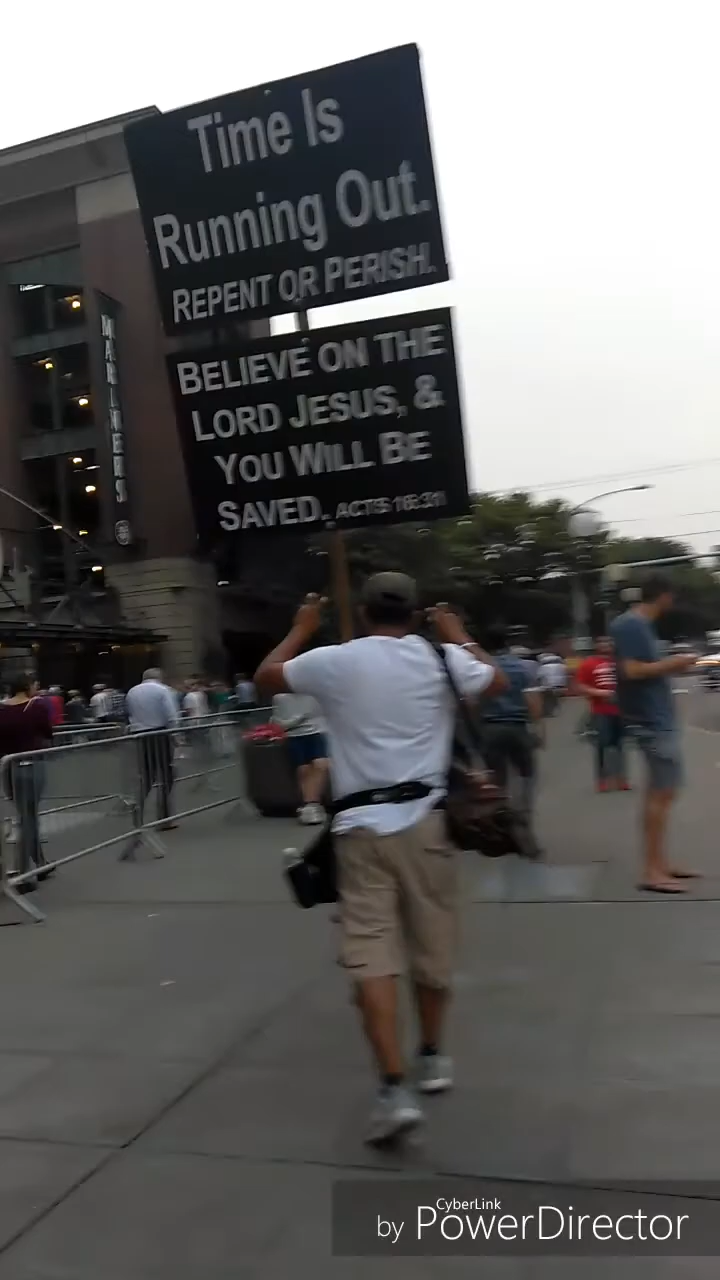 Time Is
Running Out.
REPENT OR PERISH.
BELIEVE ON THE
LORD JESUS, &
YOU WILL BE
SAVED. ACTS 16:31
CyberLink
by PowerDirector